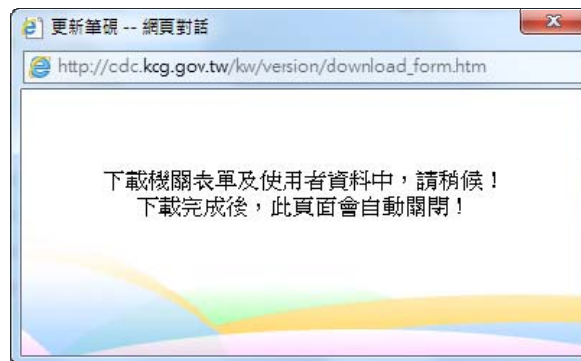 更新筆硯 -- 網頁對話
http://cdc.kcg.gov.tw/kw/version/download_form.htm
下載機關表單及使用者資料中，請稍候！
下載完成後，此頁面會自動關閉！